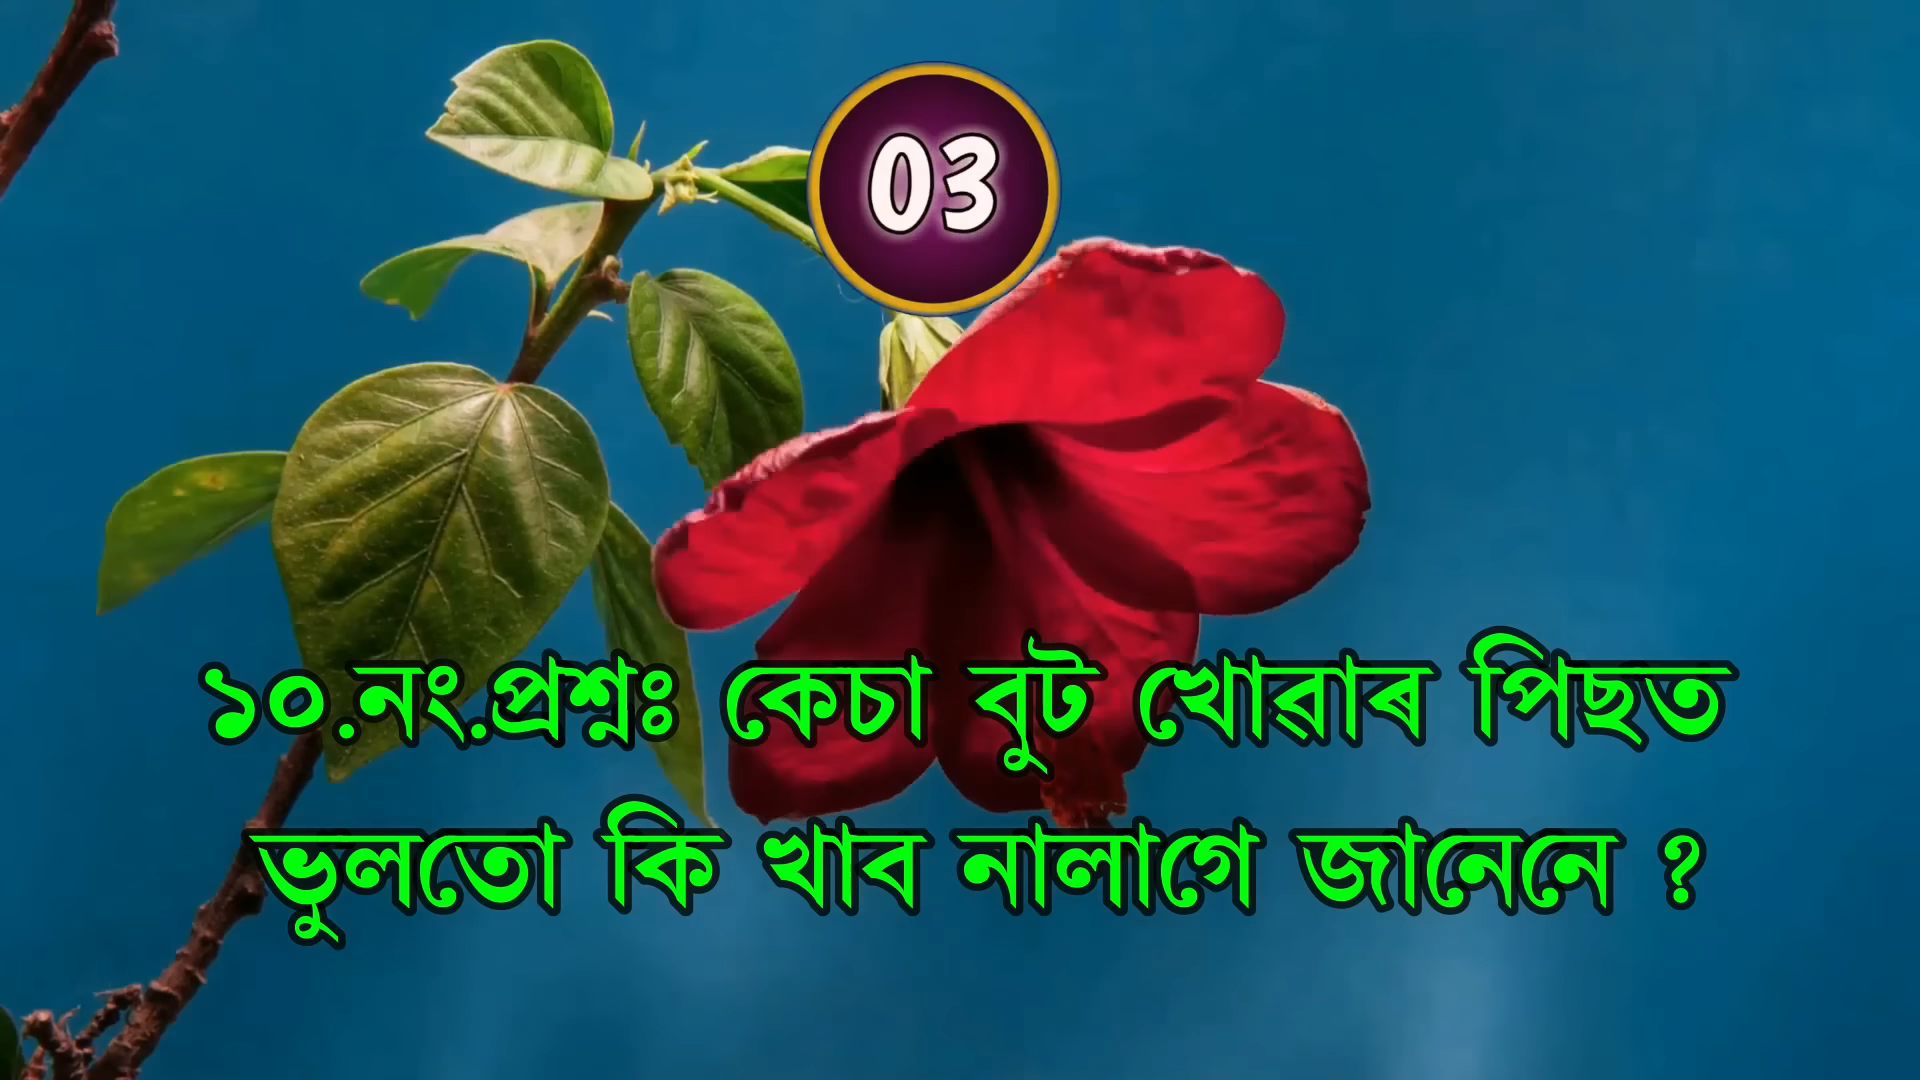 03
১০.নং.প্ৰশ্নঃ কেচা বুট খোৱাৰ পিছত
ভুলতো কি খাব নালাগে জানেনে ?